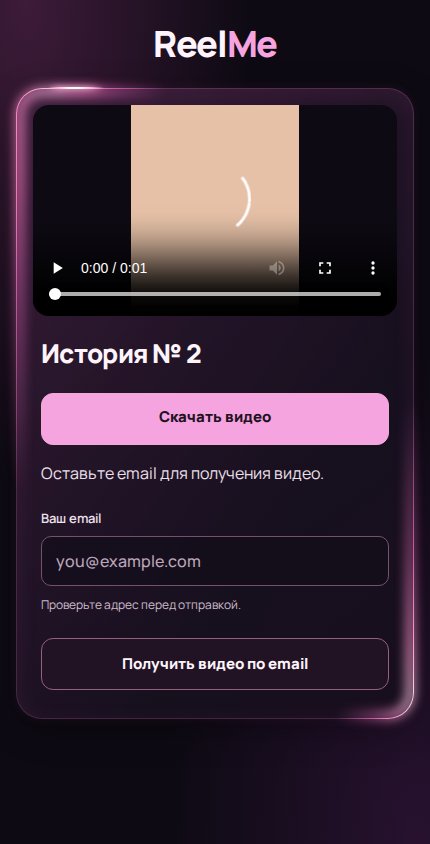 ReelMe
0:00 / 0:01
История № 2
Скачать видео
Оставьте email для получения видео.
Ваш email
you@example.com
Проверьте адрес перед отправкой.
Получить видео по email